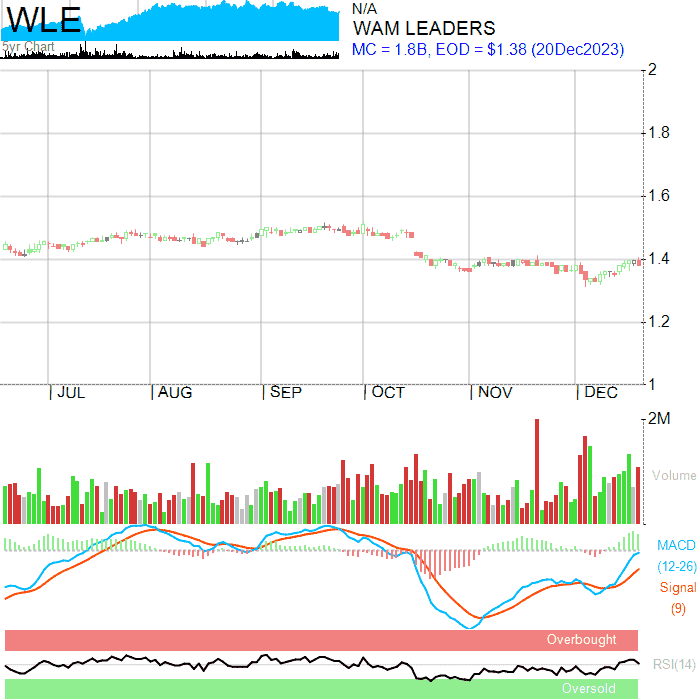 WLE
5yr Chart
N/A
WAM LEADERS
MC = 1.8B, EOD = $1.38 (20Dec2023)
2
1.8
1.6
1.4
1.2
1
JUL AUG SEP OCT NOV DEC
2M
Volume
MACD
(12-26)
Signal
(9)
Overbought
RSI(14)
Oversold